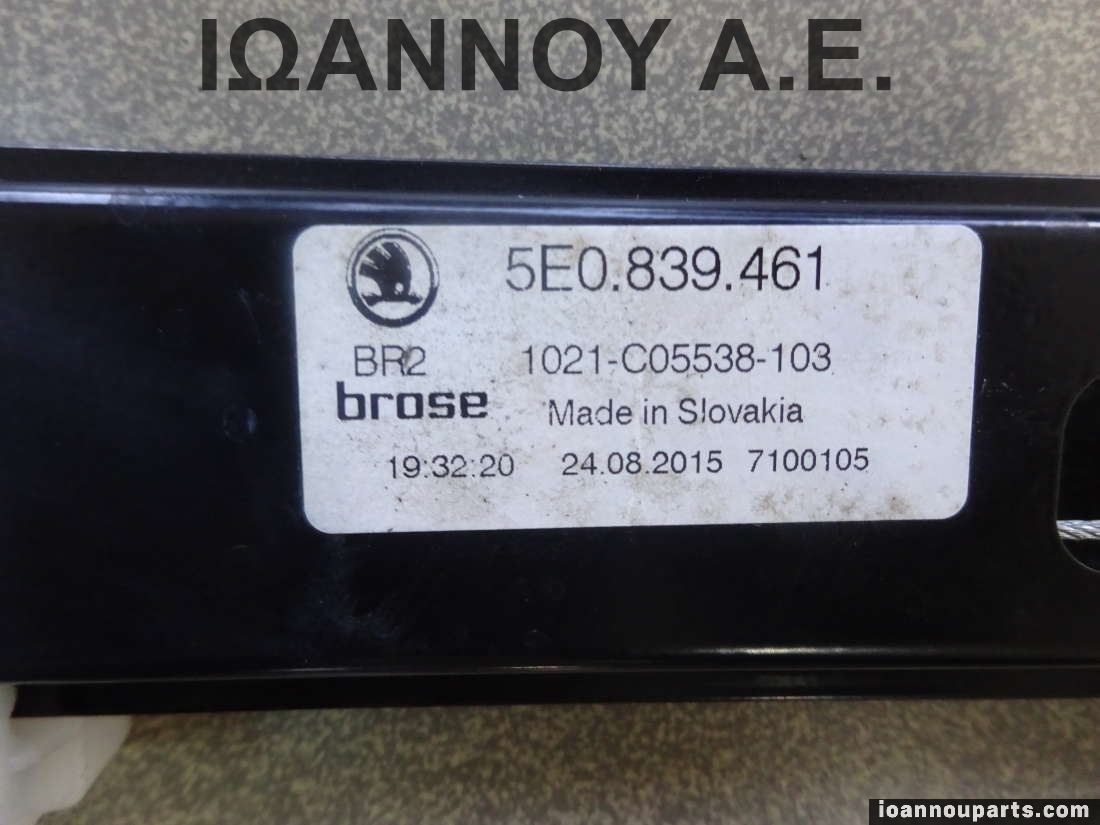 ΙΩΑΝΝΟΥ Α.Ε.
5E0.839.461
BR2 1021-C05538-103
brose Made in Slovakia
19:32:20 24.08.2015 7100105
ioannouparts.com